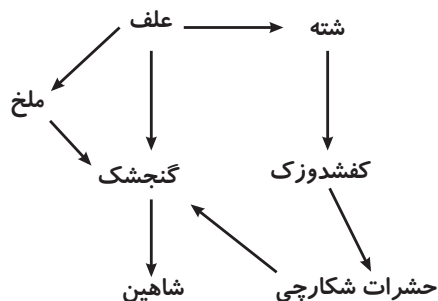 علف
شته
ملخ
گنجشک
کفشدوزک
شاهین
حشرات شکارچی